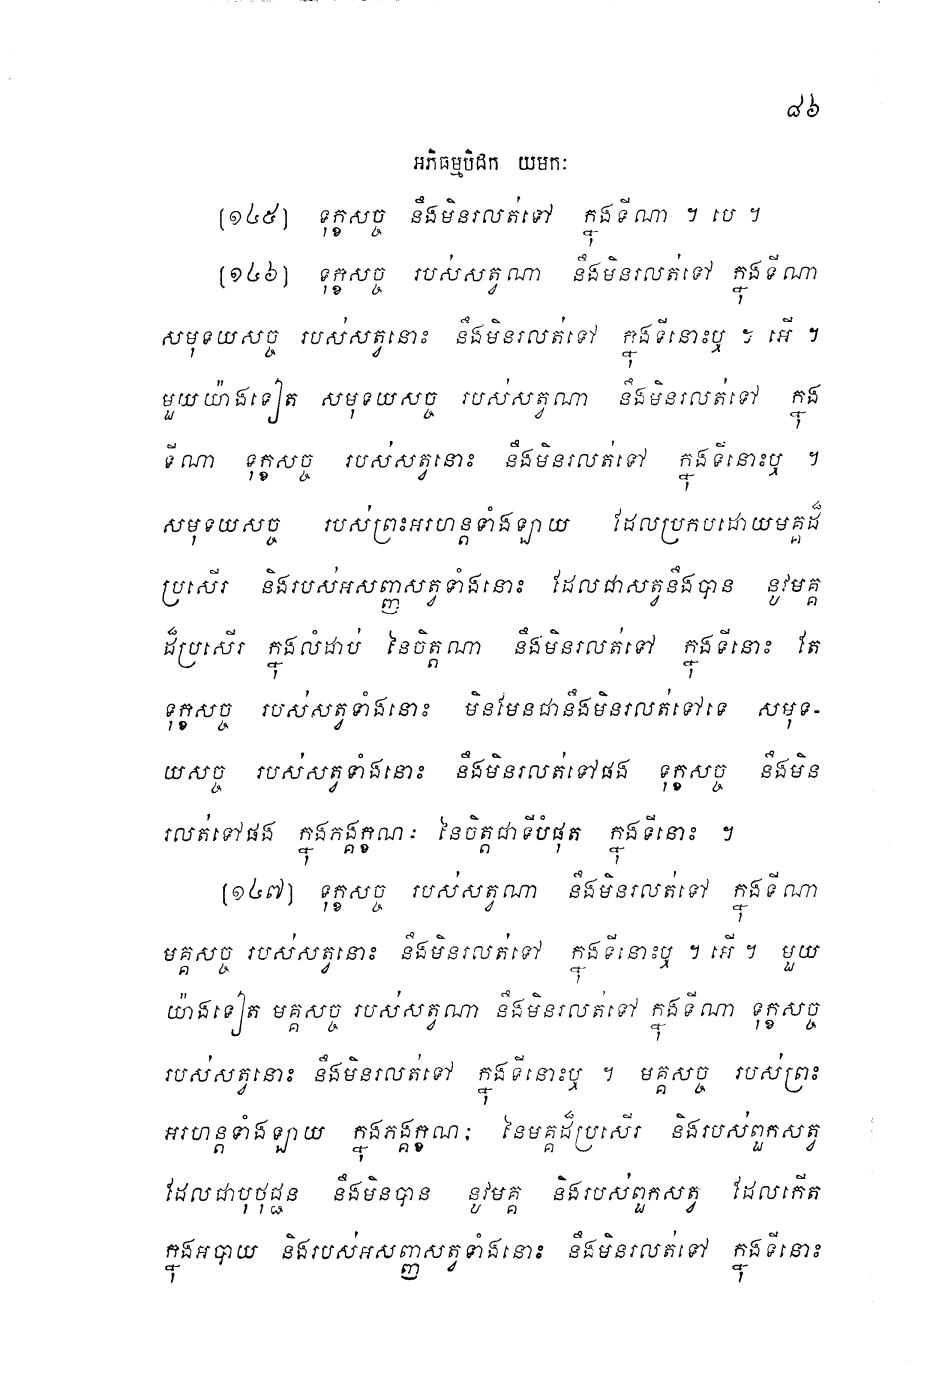 ៨៦
អភិធម្មបិដក យមកៈ
(១៤៥) ទុក្ខសច្ច នឹងមិនរលត់ទៅ ក្នុងទីណា ។ បេ ។
(១៤៦) ទុក្ខសច្ច របស់សត្វណា នឹងមិនរលត់ទៅ ក្នុងទីណា
សមុទយសច្ច របស់សត្វនោះ នឹងមិនរលត់ទៅ ក្នុងទីនោះឬ ។ អើ ។
មួយយ៉ាងទៀត សមុទយសច្ច របស់សត្វណា នឹងមិនរលត់ទៅ ក្នុង
ទីណា ទុក្ខសច្ច របស់សត្វនោះ នឹងមិនរលត់ទៅ ក្នុងទីនោះឬ ។
សមុទយសច្ច របស់ព្រះអរហន្តទាំងឡាយ ដែលប្រកបដោយមគ្គដ៏
ប្រសើរ និងរបស់អសញ្ញសត្វទាំងនោះ ដែលជាសត្វនឹងបាន នូវមគ្គ
ដ៏ប្រសើរ ក្នុងលំដាប់ នៃចិត្តណា នឹងមិនរលត់ទៅ ក្នុងទីនោះ តែ
ទុក្ខសច្ច របស់សត្វទាំងនោះ មិនមែនជានឹងមិនរលត់ទៅទេ សមុទ-
យសច្ច របស់សត្វទាំងនោះ នឹងមិនរលត់ទៅផង ទុក្ខសច្ច នឹងមិន
រលត់ទៅផង ក្នុងភង្គក្ខណៈ នៃចិត្តជាទីបំផុត ក្នុងទីនោះ ។
(១៤៧) ទុក្ខសច្ច របស់សត្វណា នឹងមិនរលត់ទៅ ក្នុងទីណា
មគ្គសច្ច របស់សត្វនោះ នឹងមិនរលត់ទៅ ក្នុងទីនោះឬ ។ អើ ។ មួយ
យ៉ាងទៀត មគ្គសច្ច របស់សត្វណា នឹងមិនរលត់ទៅ ក្នុងទីណា ទុក្ខសច្ច
របស់សត្វនោះ នឹងមិនរលត់ទៅ ក្នុងទីនោះឬ ។ មគ្គសច្ច របស់ព្រះ
អរហន្តទាំងឡាយ ក្នុងភង្គក្ខណៈ នៃមគ្គដ៏ប្រសើរ និងរបស់ពួកសត្វ
ដែលជាបុថុជ្ជន នឹងមិនបាន នូវមគ្គ និងរបស់ពួកសត្វ ដែលកើត
ក្នុងអបាយ និងរបស់អសញ្ញសត្វទាំងនោះ នឹងមិនរលត់ទៅ ក្នុងទីនោះ